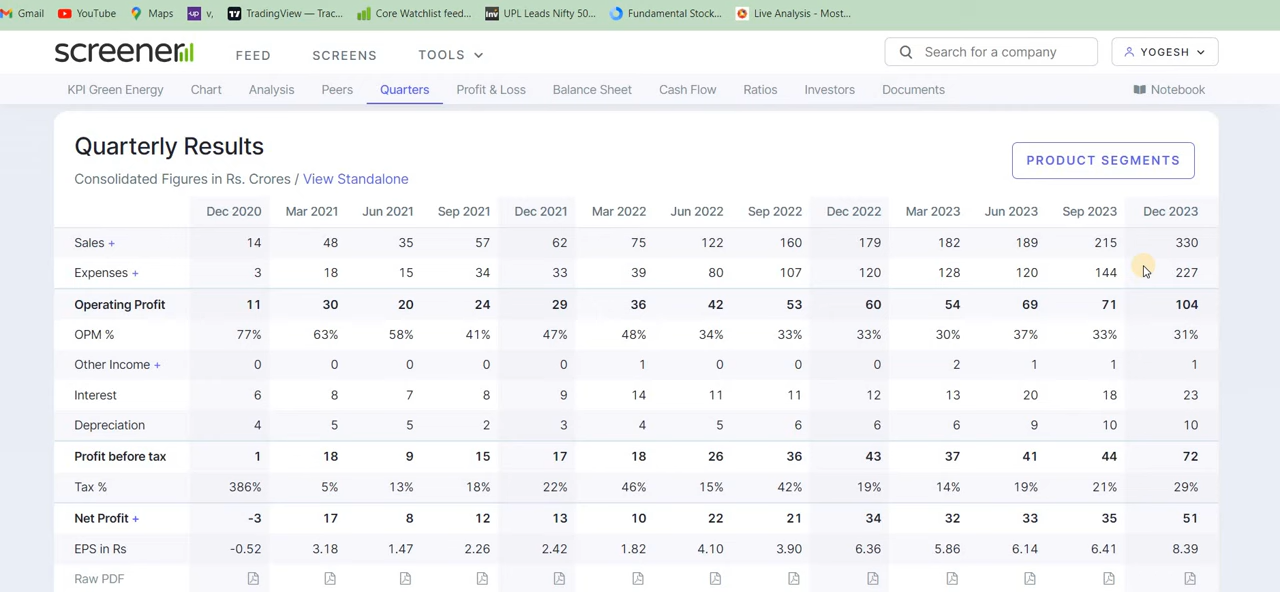 Gmail YouTube Maps up v, TradingView — Trac... Core Watchlist feed... inv UPL Leads Nifty 50... Fundamental Stock... Live Analysis - Most...
screener FEED SCREENS TOOLS Search for a company YOGESH
KPI Green Energy Chart Analysis Peers Quarters Profit & Loss Balance Sheet Cash Flow Ratios Investors Documents Notebook
Quarterly Results
PRODUCT SEGMENTS
Consolidated Figures in Rs. Crores / View Standalone
Dec 2020 Mar 2021 Jun 2021 Sep 2021 Dec 2021 Mar 2022 Jun 2022 Sep 2022 Dec 2022 Mar 2023 Jun 2023 Sep 2023 Dec 2023
Sales + 14 48 35 57 62 75 122 160 179 182 189 215 330
Expenses + 3 18 15 34 33 39 80 107 120 128 120 144 227
Operating Profit 11 30 20 24 29 36 42 53 60 54 69 71 104
OPM % 77% 63% 58% 41% 47% 48% 34% 33% 33% 30% 37% 33% 31%
Other Income + 0 0 0 0 0 1 0 0 0 2 1 1 1
Interest 6 8 7 8 9 14 11 11 12 13 20 18 23
Depreciation 4 5 5 2 3 4 5 6 6 6 9 10 10
Profit before tax 1 18 9 15 17 18 26 36 43 37 41 44 72
Tax % 386% 5% 13% 18% 22% 46% 15% 42% 19% 14% 19% 21% 29%
Net Profit + -3 17 8 12 13 10 22 21 34 32 33 35 51
EPS in Rs -0.52 3.18 1.47 2.26 2.42 1.82 4.10 3.90 6.36 5.86 6.14 6.41 8.39
Raw PDF